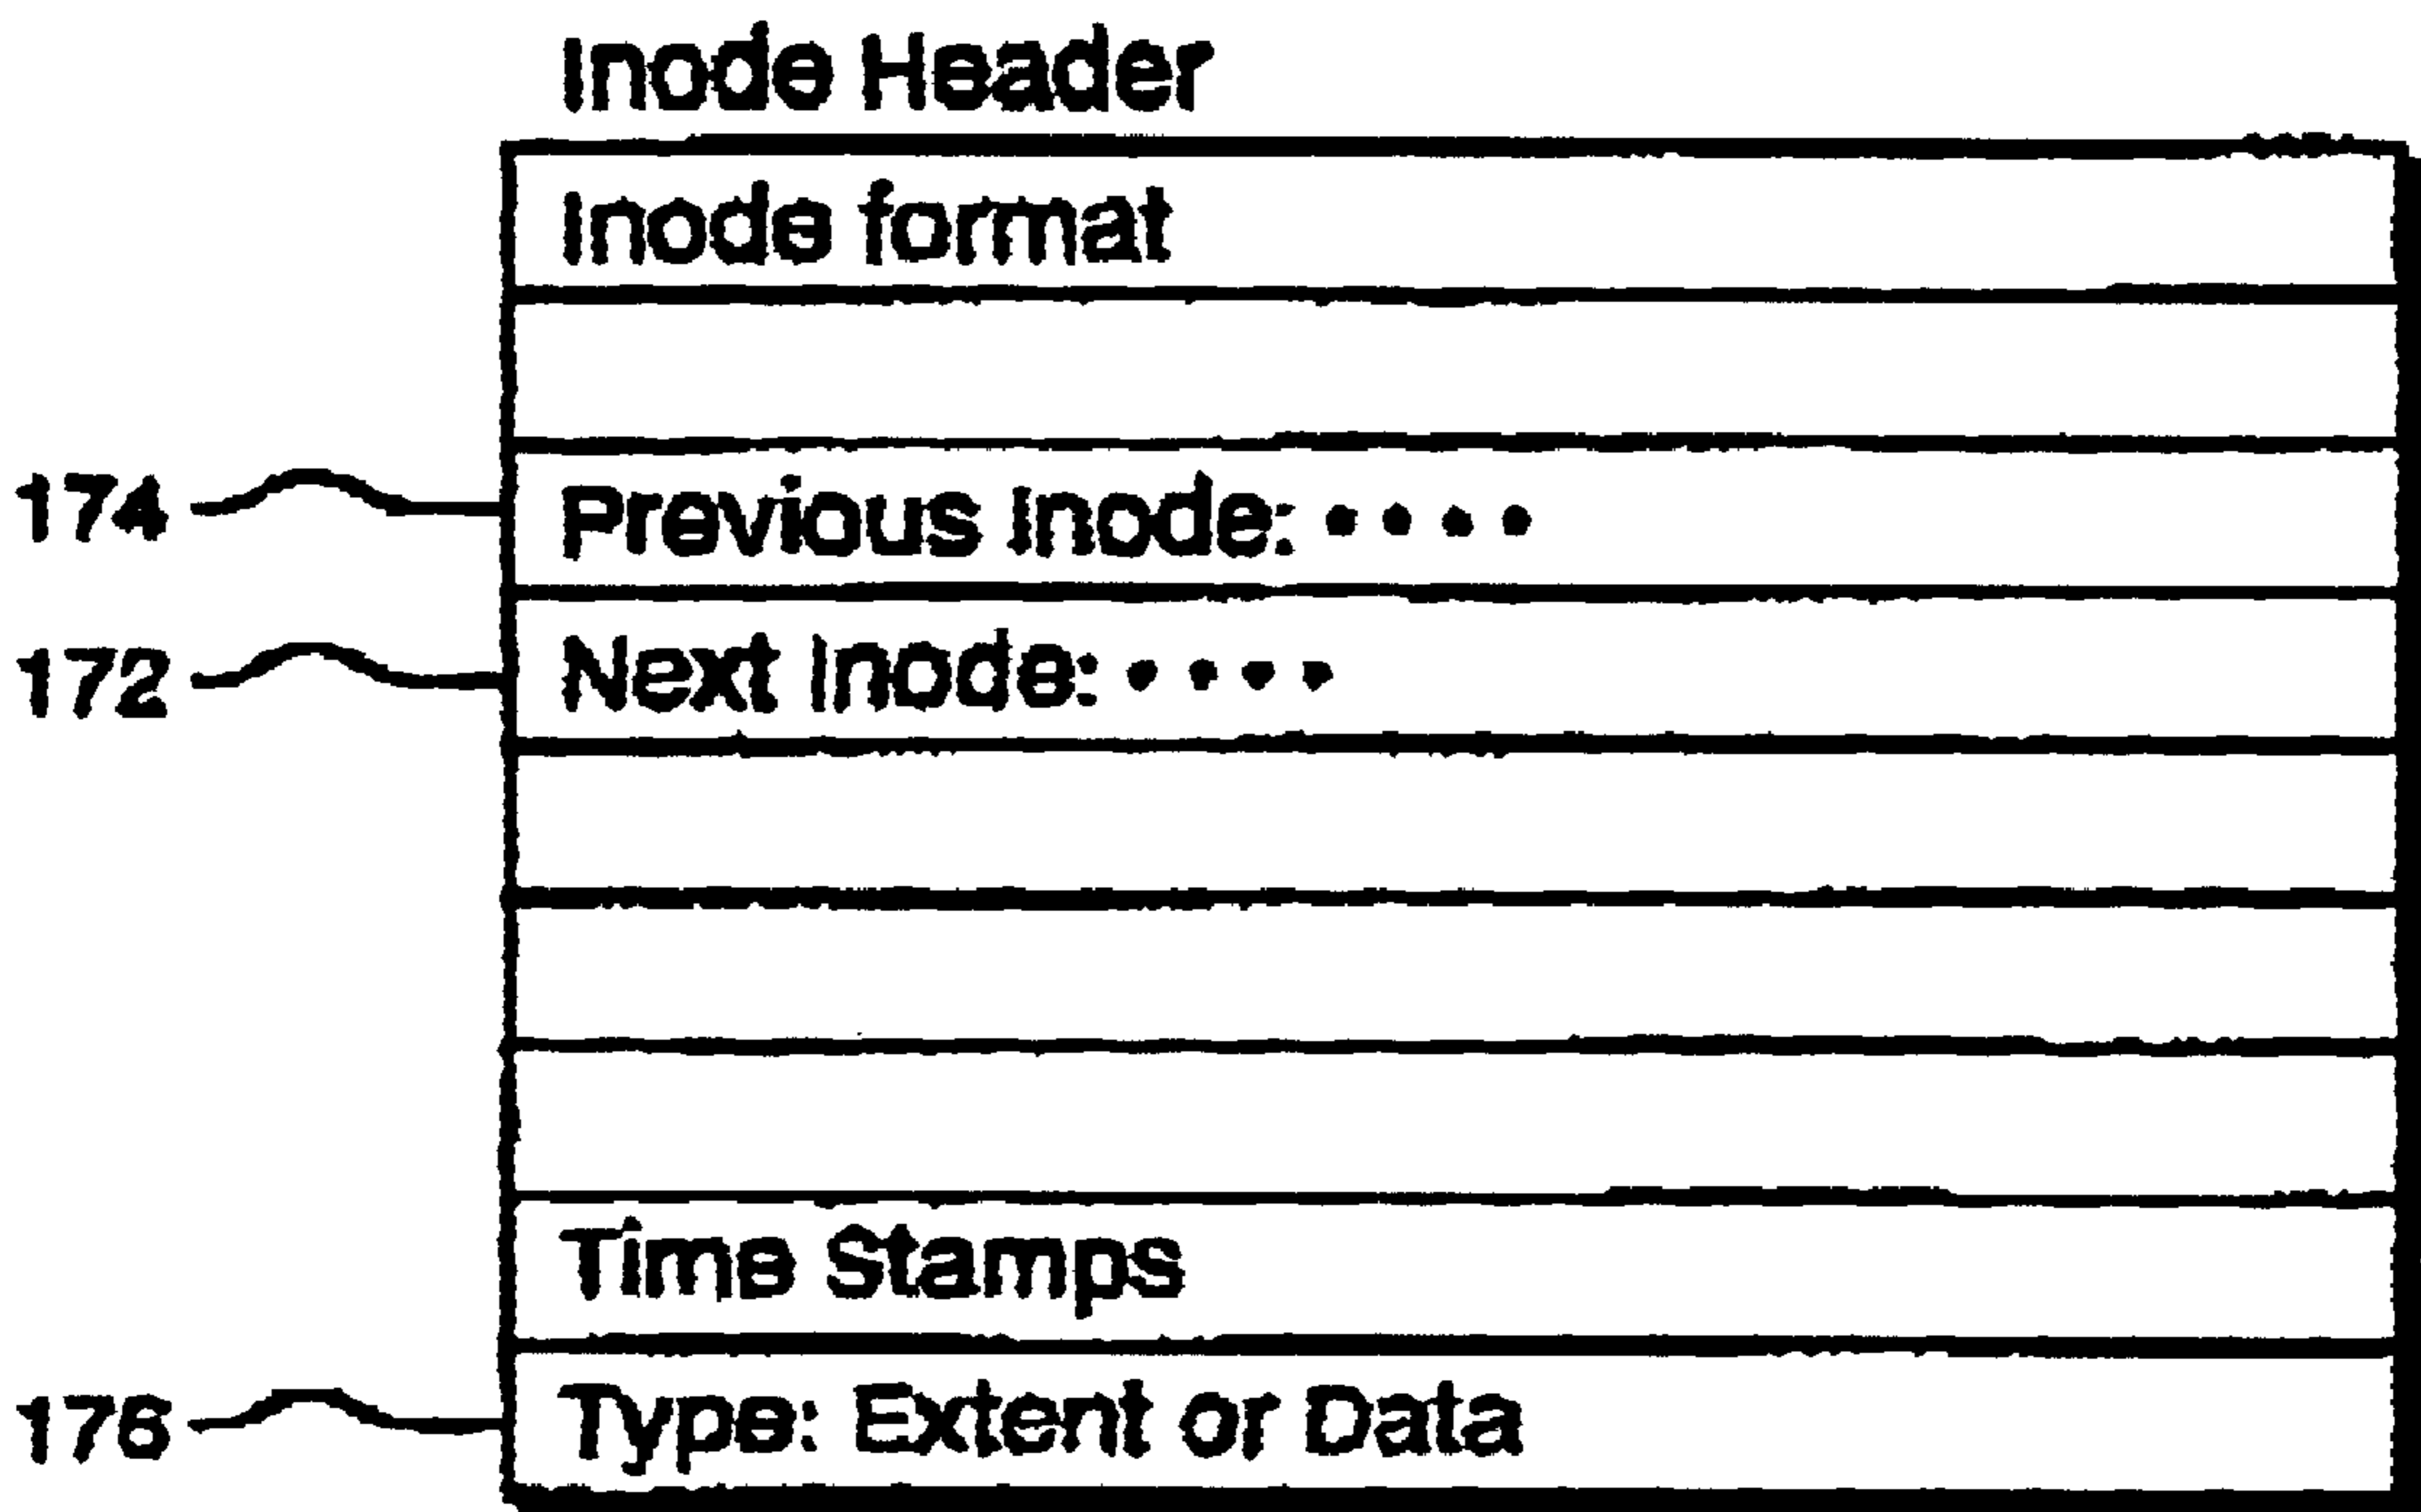 Inode Header
Inode format
174 Previous Inode: • • • •
172 Next Inode: • • • •
Time Stamps
176 Type: Extent or Data